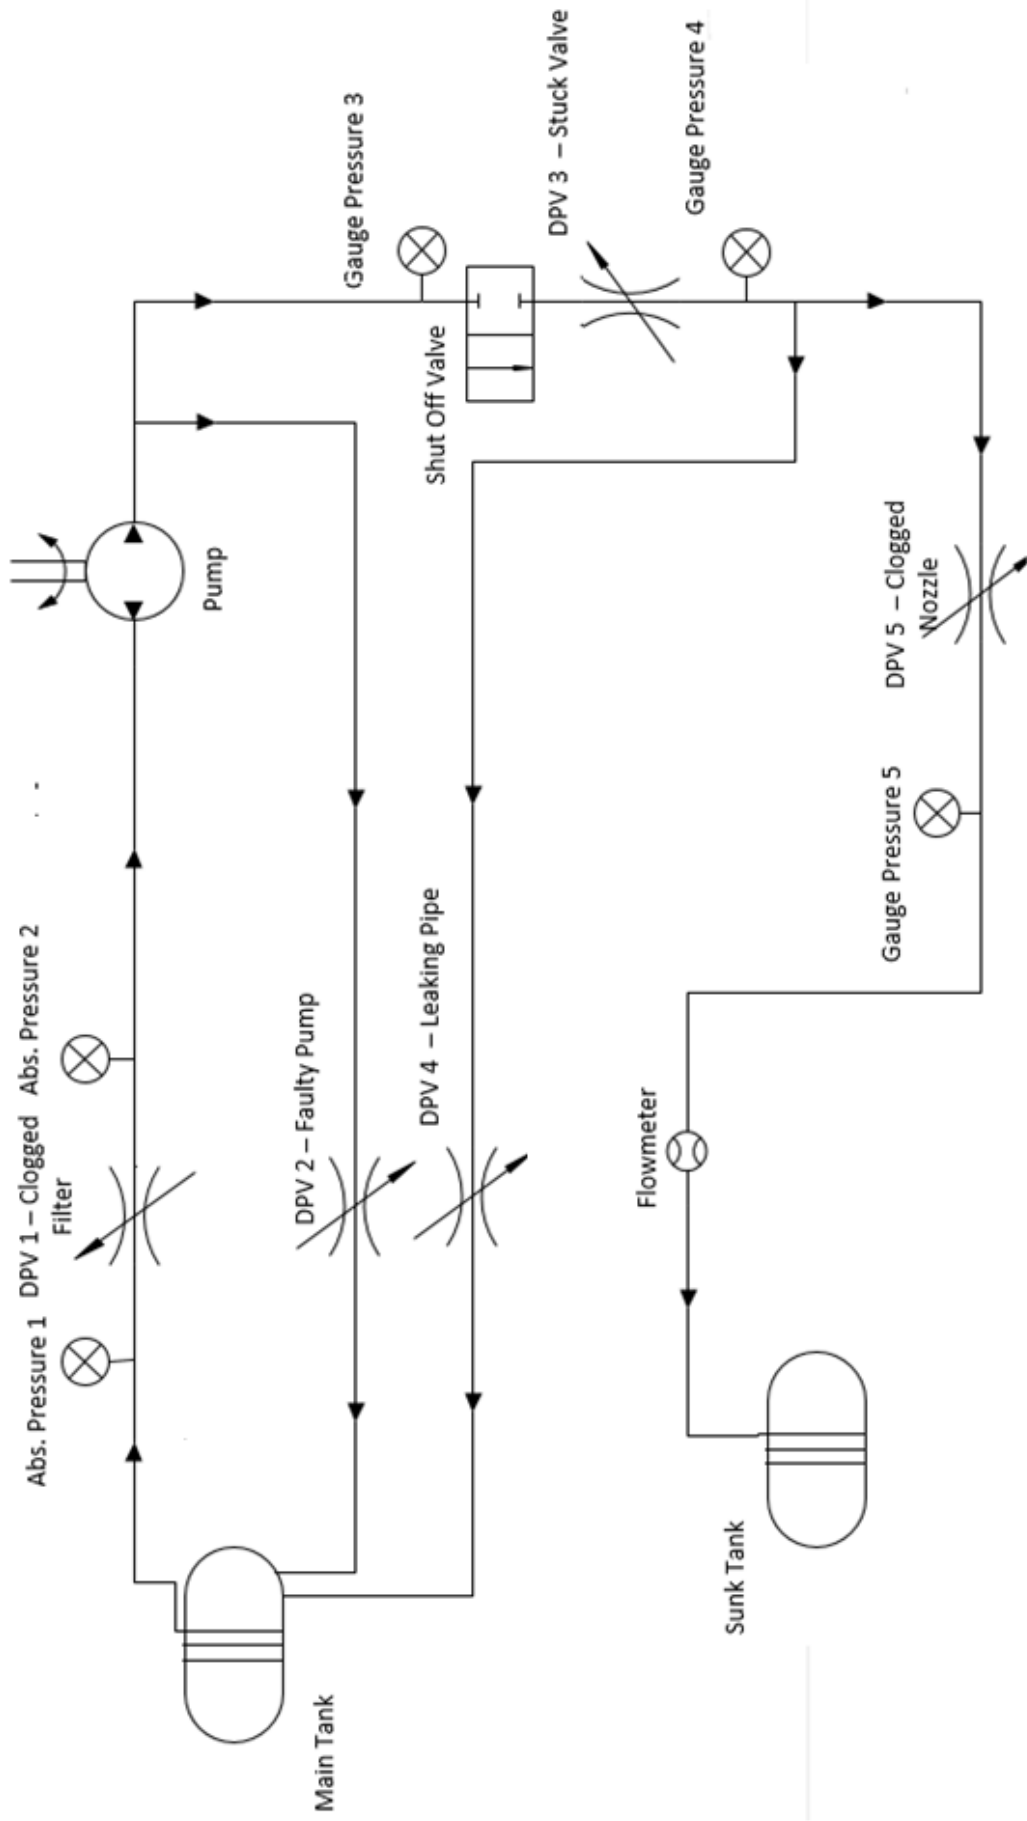 Abs. Pressure 1
DPV 1 – Clogged
Filter
Abs. Pressure 2
Pump
Gauge Pressure 3
Shut Off Valve
DPV 3 – Stuck Valve
Gauge Pressure 4
DPV 2 – Faulty Pump
DPV 4 – Leaking Pipe
DPV 5 – Clogged
Nozzle
Gauge Pressure 5
Flowmeter
Main Tank
Sunk Tank